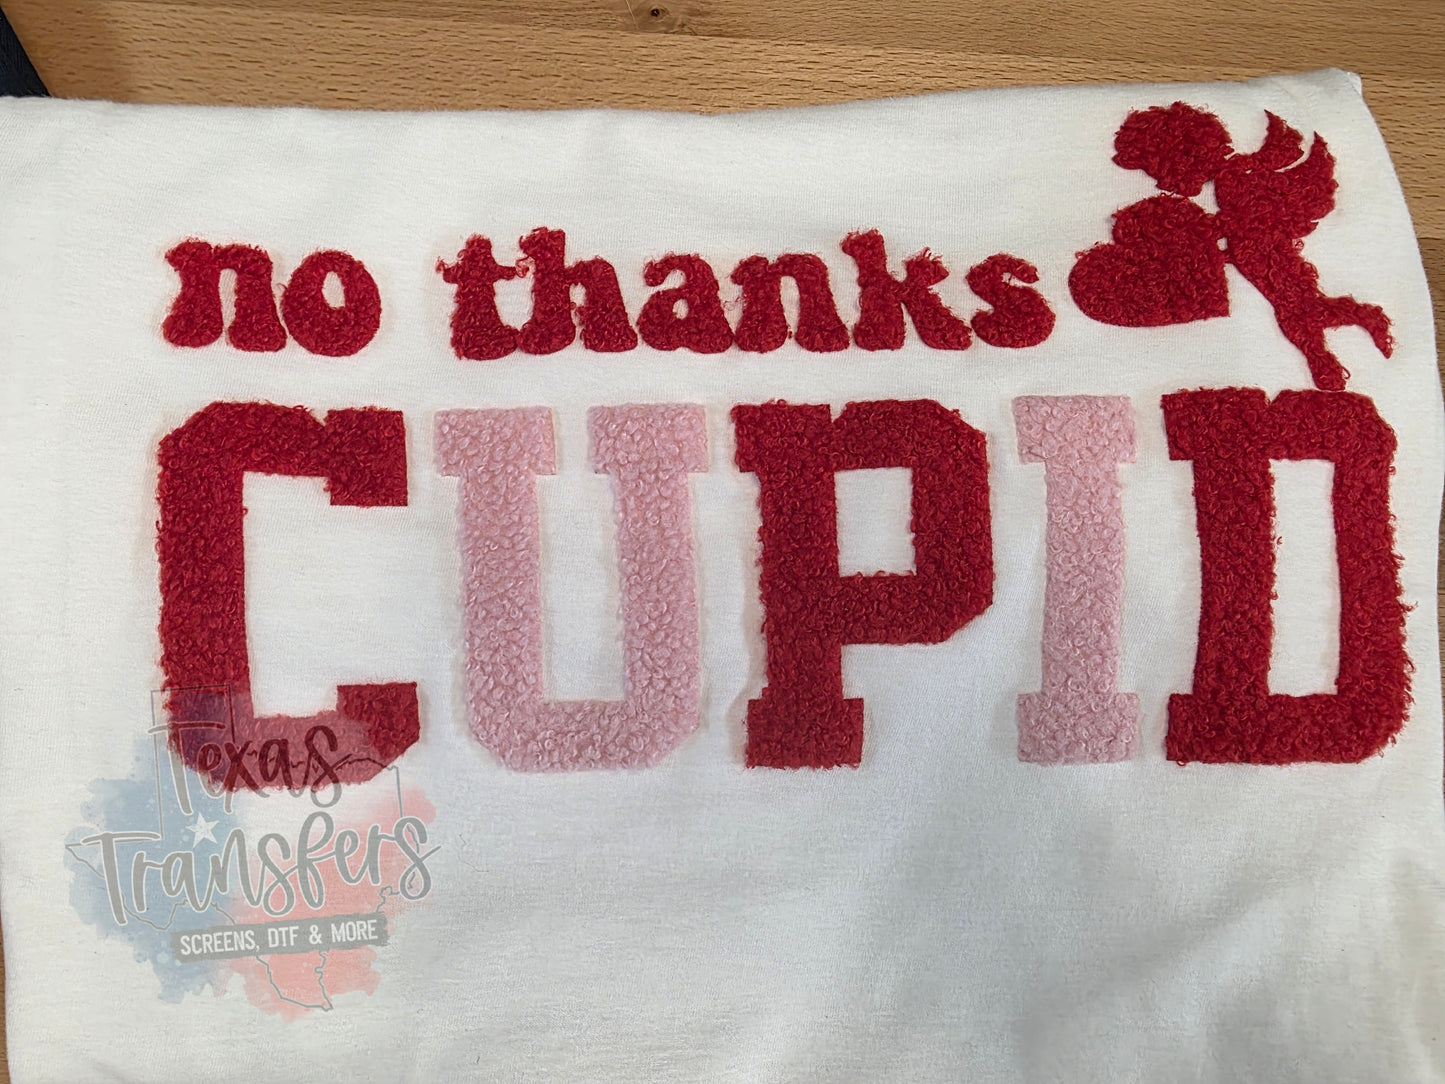 no thanks
CUPID
Texas
Transfers
SCREENS, DTF & MORE